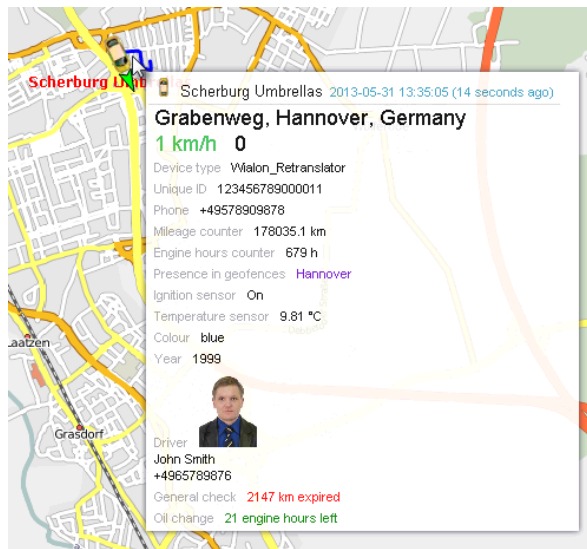 Scherburg Umb
Scherburg Umbrellas 2013-05-31 13:35:05 (14 seconds ago)
Grabenweg, Hannover, Germany
1 km/h 0
Device type Wialon_Retranslator
Unique ID 123456789000011
Phone +49578909878
Mileage counter 178035.1 km
Engine hours counter 679 h
Presence in geofences Hannover
Ignition sensor On
Temperature sensor 9.81 °C
Colour blue
Year 1999
Laatzen
Grasdorf
Driver
John Smith
+4965789876
General check 2147 km expired
Oil change 21 engine hours left